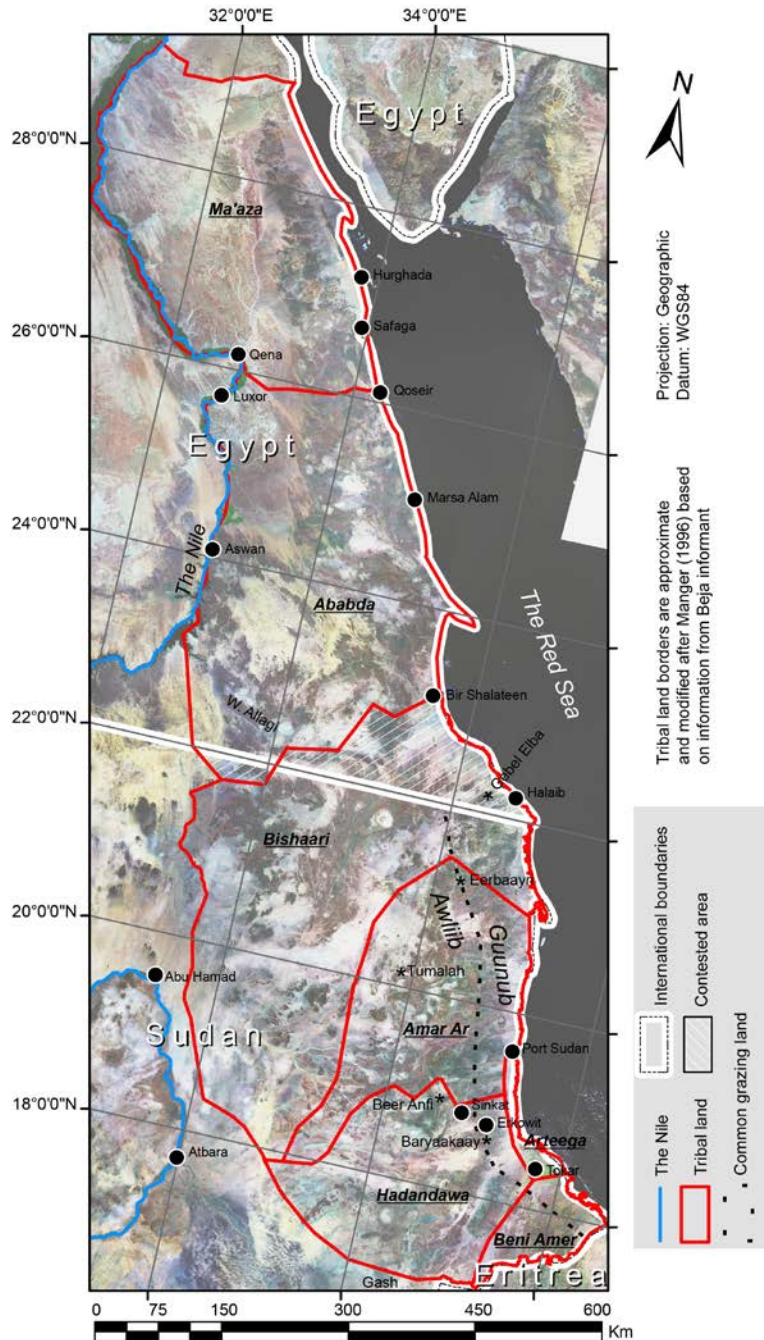 32°0'0"E
34°0'0"E
28°0'0"N
26°0'0"N
24°0'0"N
22°0'0"N
20°0'0"N
18°0'0"N
Egypt
Ma'aza
Hurghada
Safaga
Qena
Qoseir
Luxor
Egypt
Marsa Alam
The Nile
Aswan
Ababda
The Red Sea
Bir Shalateen
W. Allagi
Gabel Elba
Halaib
Bishaari
Eerbaayn
Awliib
Guunub
Tumalah
Abu Hamad
Sudan
Amar Ar
Port Sudan
Beer Anfi
Sinkat
Erkowit
Baryaakaay
Arteega
Atbara
Tokar
Hadandawa
Beni Amer
Gash
Eritrea
0 75 150 300 450 600
Km
N
Projection: Geographic
Datum: WGS84
Tribal land borders are approximate
and modified after Manger (1996) based
on information from Beja informant
The Nile
Tribal land
Common grazing land
International boundaries
Contested area